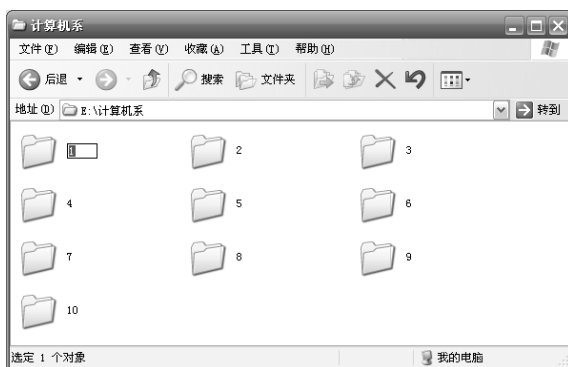 计算机系
文件(F) 编辑(E) 查看(V) 收藏(A) 工具(T) 帮助(H)
后退 搜索 文件夹
地址(D) E:\计算机系 转到
1 2 3
4 5 6
7 8 9
10
选定 1 个对象 我的电脑